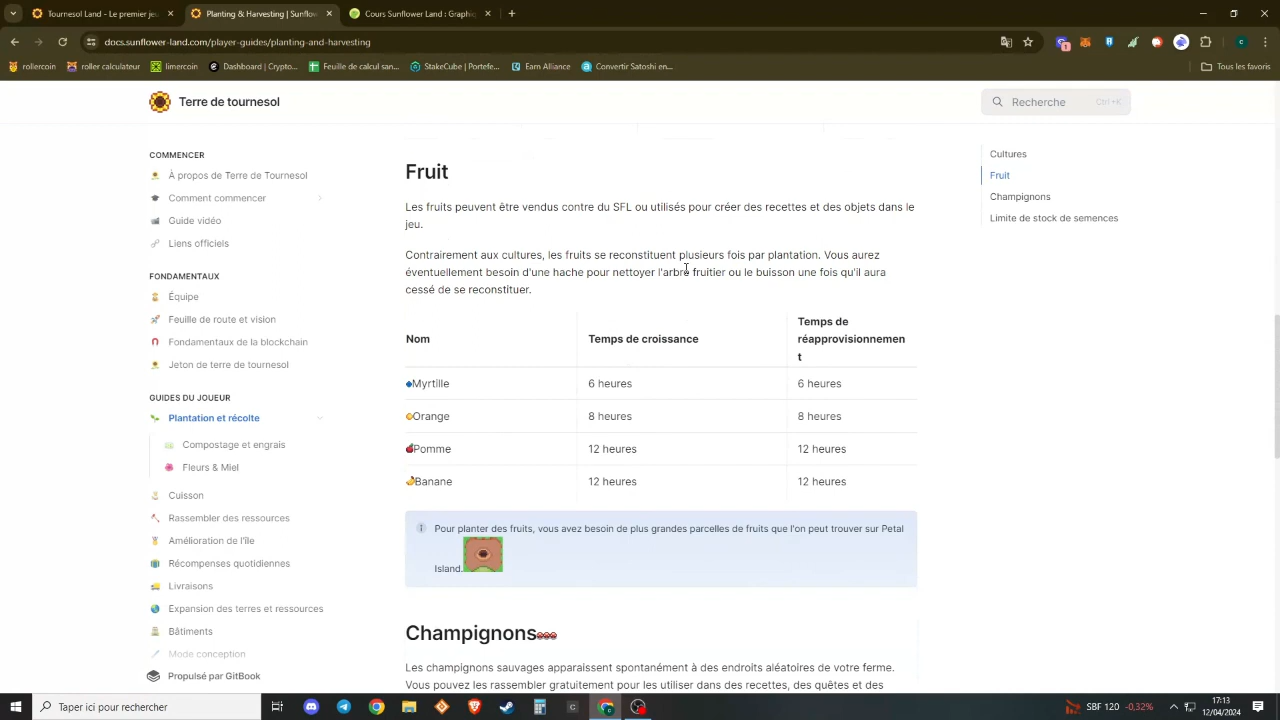 Tournesol Land - Le premier je
Planting & Harvesting | Sunflow
Cours Sunflower Land: Graphiq
docs.sunflower-land.com/player-guides/planting-and-harvesting
rollercoin
roller calculateur
limercoin
Dashboard | Crypto...
Feuille de calcul san...
StakeCube | Portefe...
Earn Alliance
Convertir Satoshi en...
Tous les favoris
Terre de tournesol
Recherche
Ctrl+K
COMMENCER
À propos de Terre de Tournesol
Comment commencer
Guide vidéo
Liens officiels
FONDAMENTAUX
Équipe
Feuille de route et vision
Fondamentaux de la blockchain
Jeton de terre de tournesol
GUIDES DU JOUEUR
Plantation et récolte
Compostage et engrais
Fleurs & Miel
Cuisson
Rassembler des ressources
Amélioration de l'île
Récompenses quotidiennes
Livraisons
Expansion des terres et ressources
Bâtiments
Mode conception
Propulsé par GitBook
Fruit
Les fruits peuvent être vendus contre du SFL ou utilisés pour créer des recettes et des objets dans le
jeu.
Contrairement aux cultures, les fruits se reconstituent plusieurs fois par plantation. Vous aurez
éventuellement besoin d'une hache pour nettoyer l'arbre fruitier ou le buisson une fois qu'il aura
cessé de se reconstituer.
Nom
Temps de croissance
Temps de
réapprovisionnemen
t
Myrtille 6 heures 6 heures
Orange 8 heures 8 heures
Pomme 12 heures 12 heures
Banane 12 heures 12 heures
Pour planter des fruits, vous avez besoin de plus grandes parcelles de fruits que l'on peut trouver sur Petal
Island.
Champignons
Les champignons sauvages apparaissent spontanément à des endroits aléatoires de votre ferme.
Vous pouvez les rassembler gratuitement pour les utiliser dans des recettes, des quêtes et des
Cultures
Fruit
Champignons
Limite de stock de semences
Taper ici pour rechercher
SBF 120 -0,32%
17:13
12/04/2024